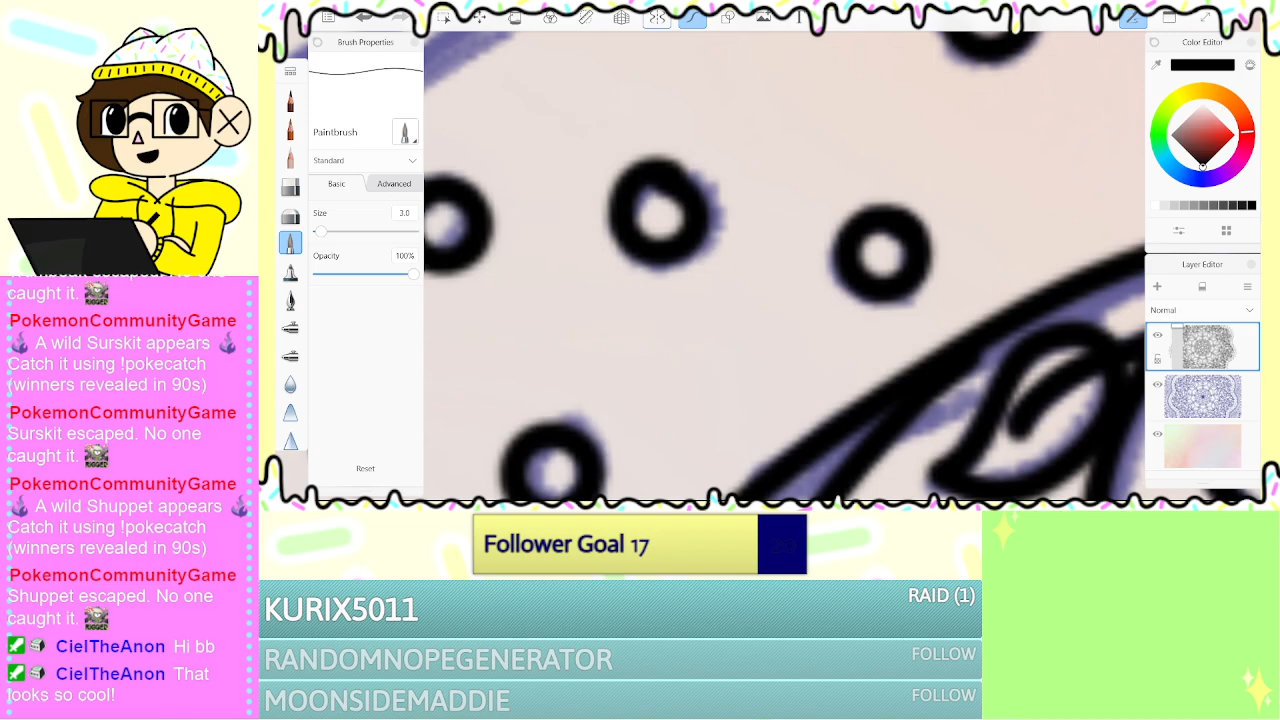 caught it.
PokemonCommunityGame
A wild Surskit appears
Catch it using !pokecatch
(winners revealed in 90s)
PokemonCommunityGame
Surskit escaped. No one
caught it.
PokemonCommunityGame
A wild Shuppet appears
Catch it using !pokecatch
(winners revealed in 90s)
PokemonCommunityGame
Shuppet escaped. No one
caught it.
CielTheAnon Hi bb
CielTheAnon That
looks so cool!
Brush Properties
Paintbrush
Standard
Basic Advanced
Size 3.0
Opacity 100%
Reset
Color Editor
Layer Editor
Normal
Follower Goal 17
KURIX5011 RAID (1)
RANDOMNOPEGENERATOR FOLLOW
MOONSIDEMADDIE FOLLOW